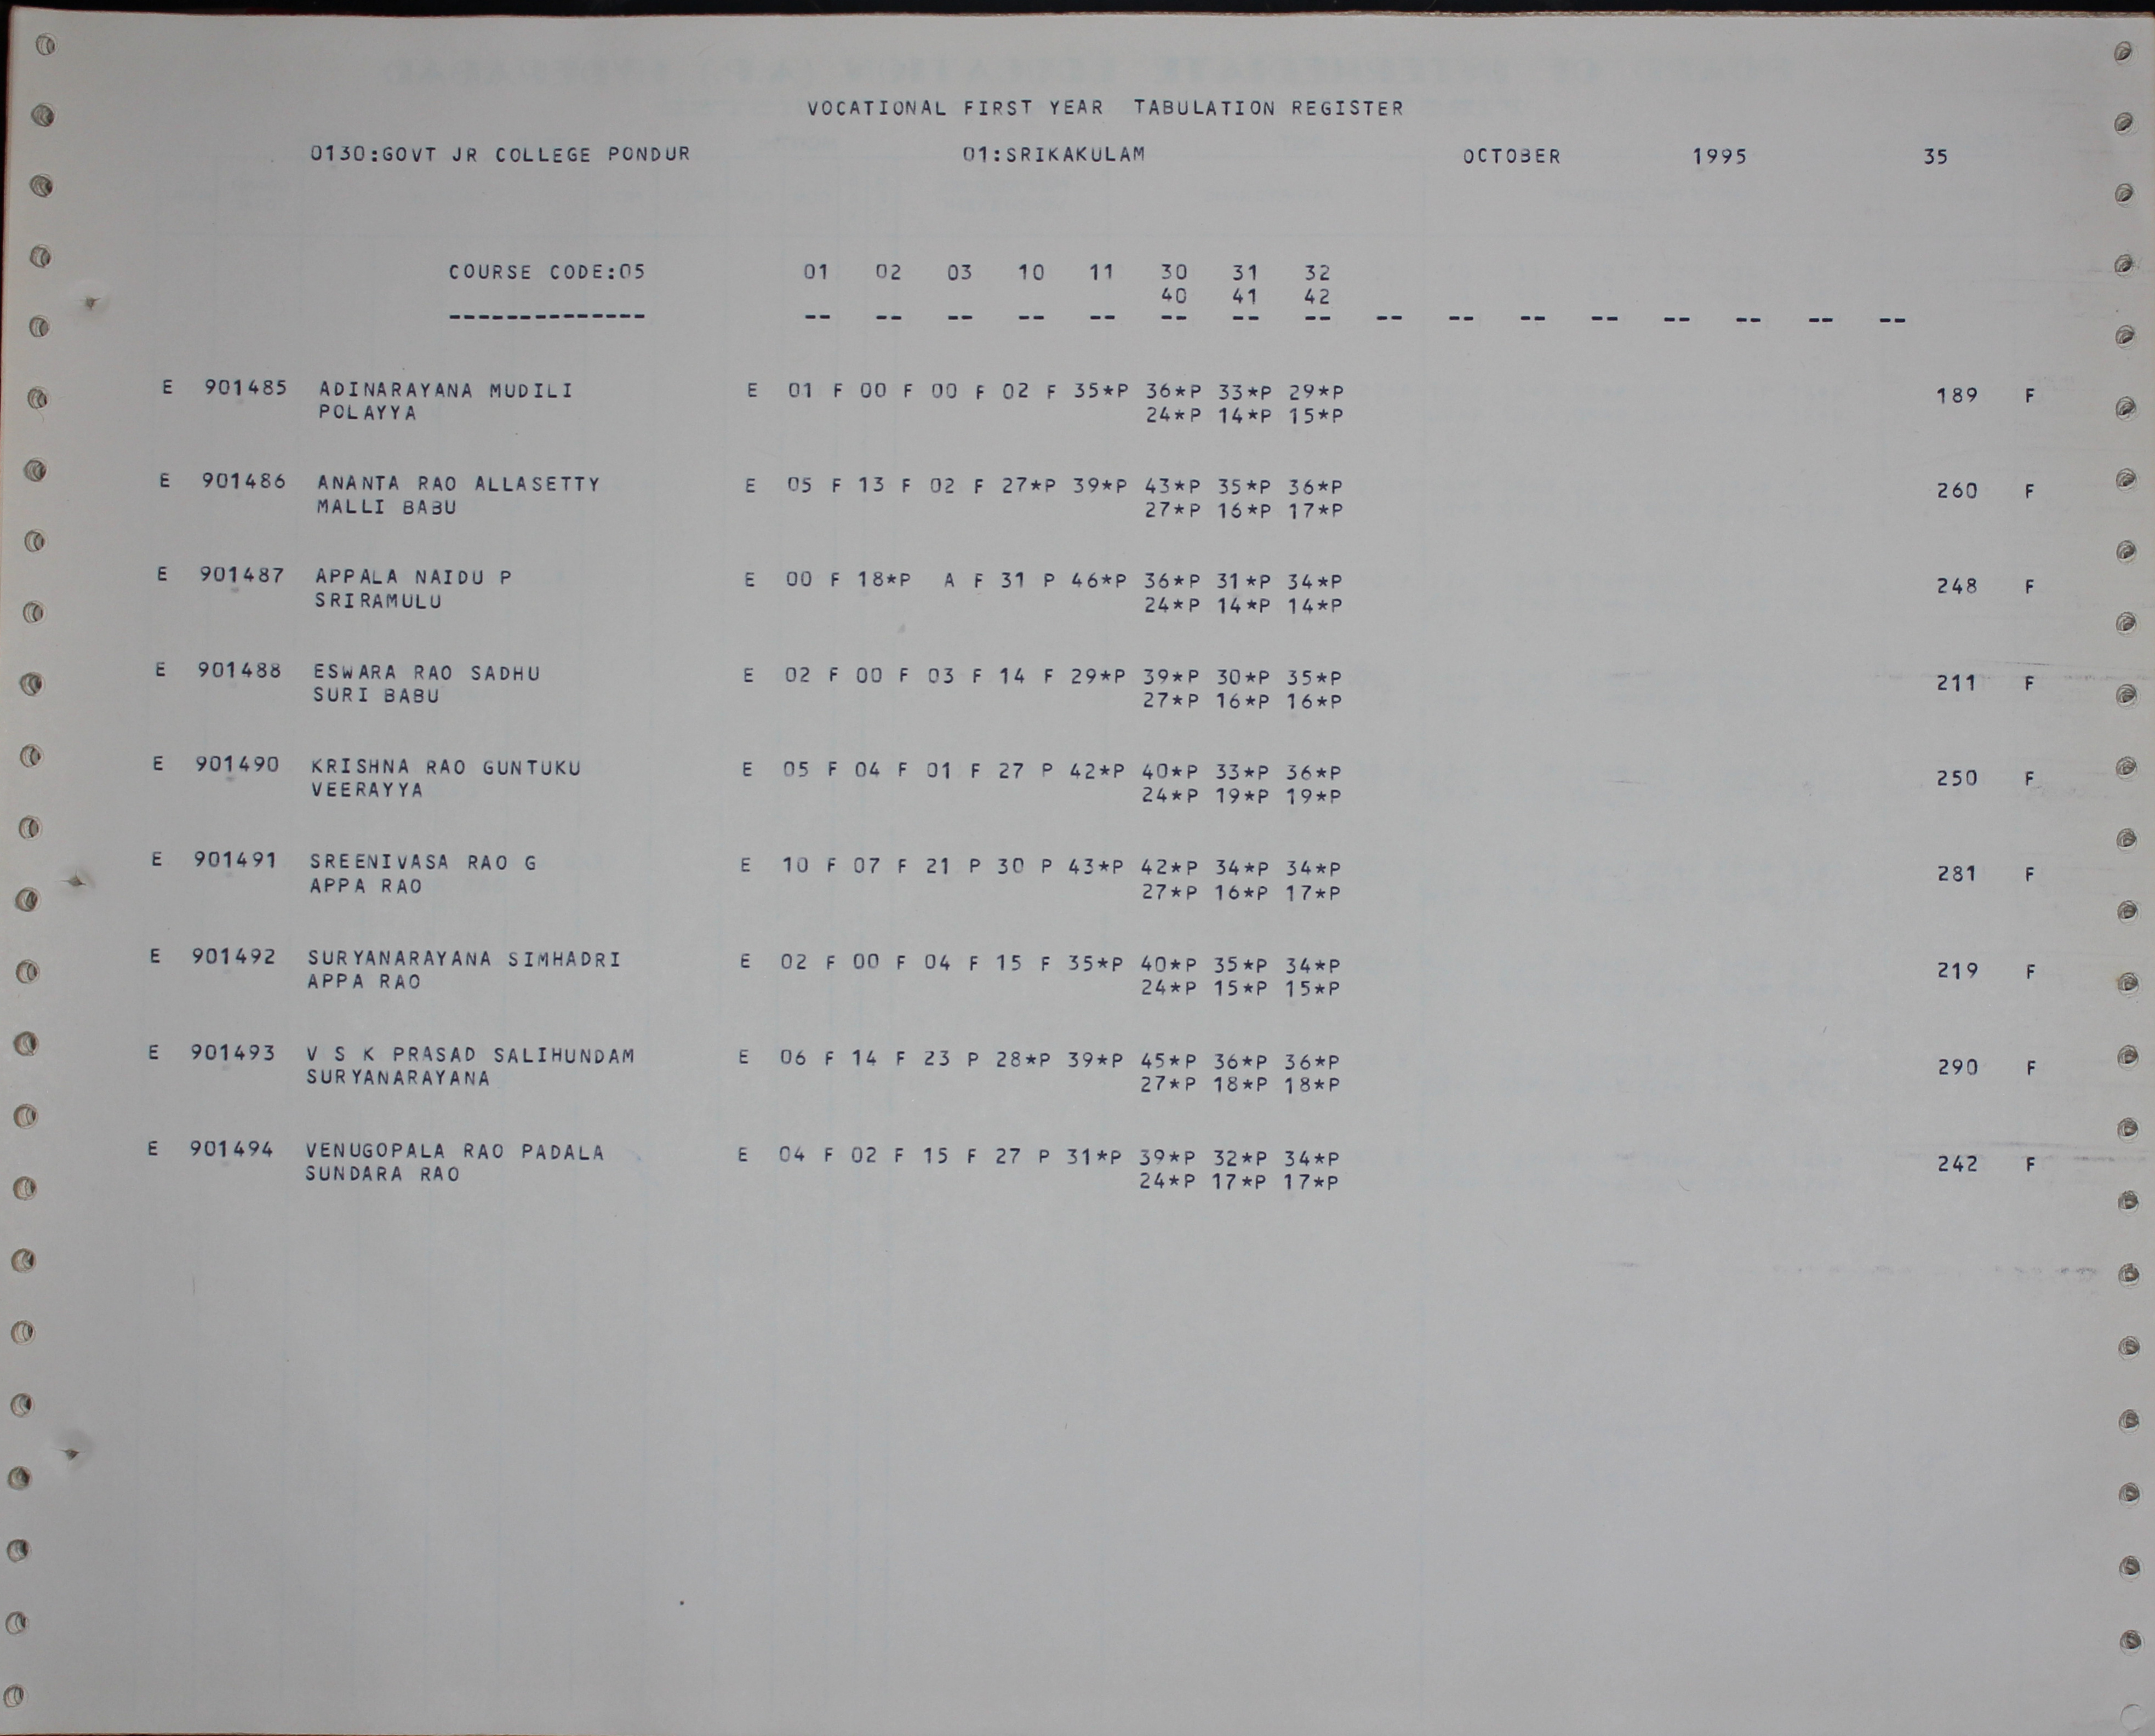 VOCATIONAL FIRST YEAR TABULATION REGISTER
0130:GOVT JR COLLEGE PONDUR 01:SRIKAKULAM OCTOBER 1995 35
COURSE CODE:05 01 02 03 10 11 30 31 32
40 41 42
-------------- -- -- -- -- -- -- -- -- -- -- -- -- -- -- -- --
E 901485 ADINARAYANA MUDILI E 01 F 00 F 00 F 02 F 35*P 36*P 33*P 29*P 189 F
POLAYYA 24*P 14*P 15*P
E 901486 ANANTA RAO ALLASETTY E 05 F 13 F 02 F 27*P 39*P 43*P 35*P 36*P 260 F
MALLI BABU 27*P 16*P 17*P
E 901487 APPALA NAIDU P E 00 F 18*P A F 31 P 46*P 36*P 31*P 34*P 248 F
SRIRAMULU 24*P 14*P 14*P
E 901488 ESWARA RAO SADHU E 02 F 00 F 03 F 14 F 29*P 39*P 30*P 35*P 211 F
SURI BABU 27*P 16*P 16*P
E 901490 KRISHNA RAO GUNTUKU E 05 F 04 F 01 F 27 P 42*P 40*P 33*P 36*P 250 F
VEERAYYA 24*P 19*P 19*P
E 901491 SREENIVASA RAO G E 10 F 07 F 21 P 30 P 43*P 42*P 34*P 34*P 281 F
APPA RAO 27*P 16*P 17*P
E 901492 SURYANARAYANA SIMHADRI E 02 F 00 F 04 F 15 F 35*P 40*P 35*P 34*P 219 F
APPA RAO 24*P 15*P 15*P
E 901493 V S K PRASAD SALIHUNDAM E 06 F 14 F 23 P 28*P 39*P 45*P 36*P 36*P 290 F
SURYANARAYANA 27*P 18*P 18*P
E 901494 VENUGOPALA RAO PADALA E 04 F 02 F 15 F 27 P 31*P 39*P 32*P 34*P 242 F
SUNDARA RAO 24*P 17*P 17*P